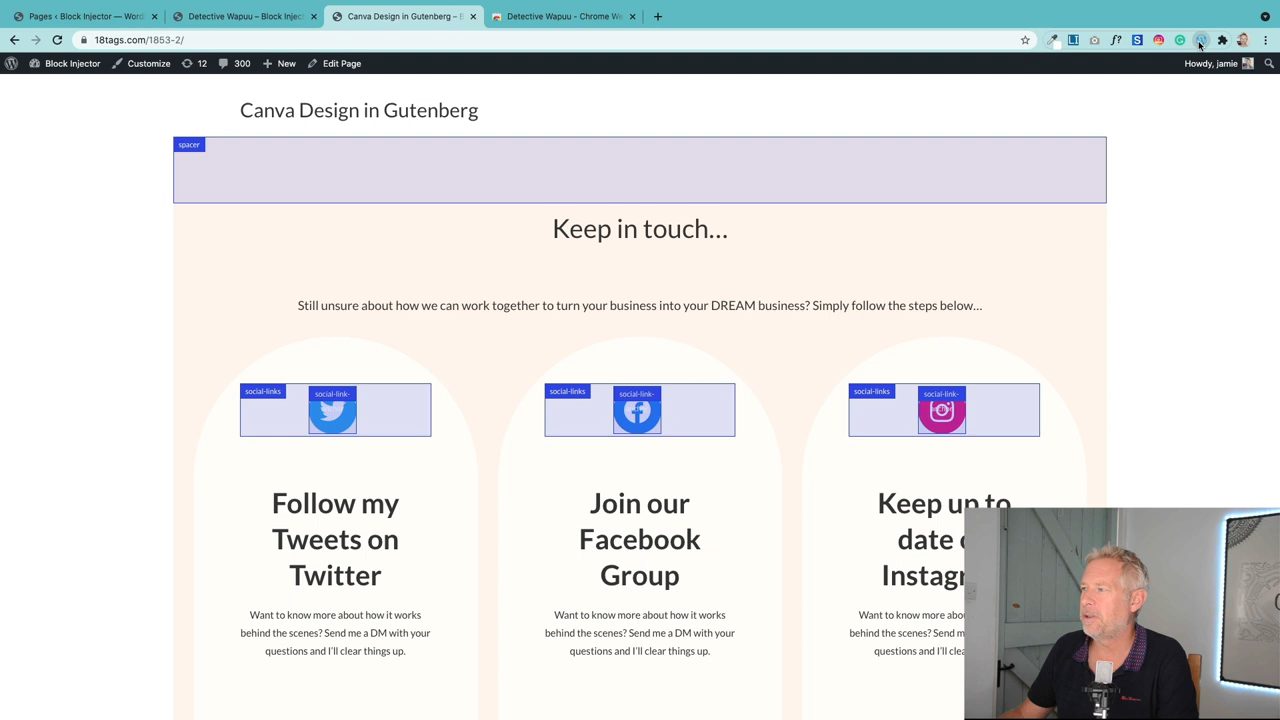 Pages ‹ Block Injector — Word
Detective Wapuu – Block Inject
Canva Design in Gutenberg – B
Detective Wapuu - Chrome We
18tags.com/1853-2/
Block Injector
Customize
12
300
New
Edit Page
Howdy, jamie
Canva Design in Gutenberg
spacer
Keep in touch…
Still unsure about how we can work together to turn your business into your DREAM business? Simply follow the steps below…
social-links
social-link-
social-links
social-link-
social-links
social-link-
Follow my
Tweets on
Twitter
Want to know more about how it works
behind the scenes? Send me a DM with your
questions and I'll clear things up.
Join our
Facebook
Group
Want to know more about how it works
behind the scenes? Send me a DM with your
questions and I'll clear things up.
Keep up to
date
Instagr
Want to know more abou
behind the scenes? Send m
questions and I'll clea